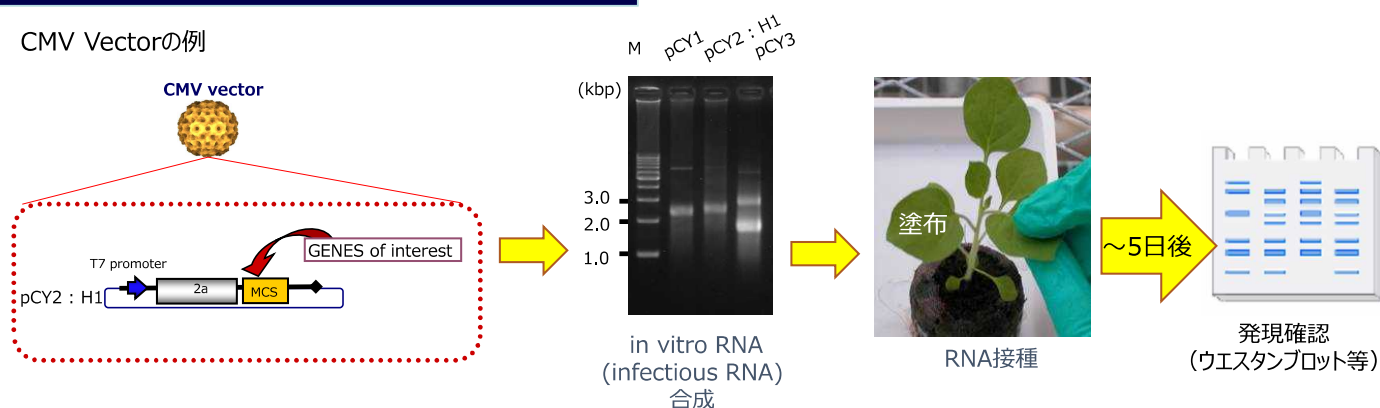 CMV Vectorの例
CMV vector
GENES of interest
T7 promoter
2a
MCS
pCY2：H1
M
pCY1
pCY2：H1
pCY3
(kbp)
3.0
2.0
1.0
in vitro RNA
(infectious RNA)
合成
塗布
RNA接種
～5日後
発現確認
（ウエスタンブロット等）